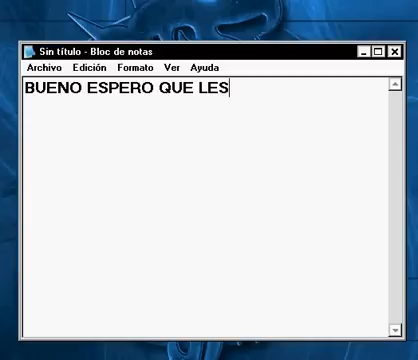 Sin título - Bloc de notas
Archivo Edición Formato Ver Ayuda
BUENO ESPERO QUE LES